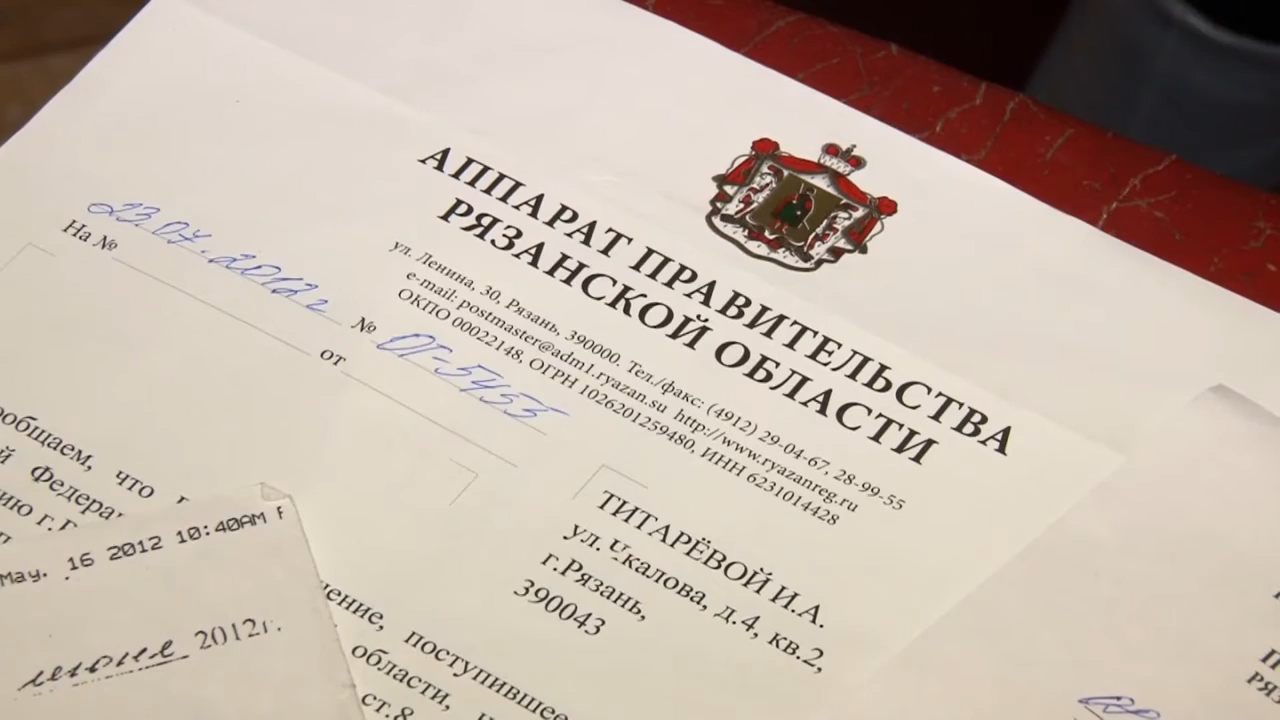 АППАРАТ ПРАВИТЕЛЬСТВА
РЯЗАНСКОЙ ОБЛАСТИ
ул. Ленина, 30, Рязань, 390000. Тел./факс: (4912) 29-04-67, 28-99-55
e-mail: postmaster@adm1.ryazan.su http://www.ryazanreg.ru
ОКПО 00022148, ОГРН 1026201259480, ИНН 6231014428
23.07.2012г № ОГ-5453
На № от
ТИТАРЁВОЙ И.А.
ул. Чкалова, д.4, кв.2,
г.Рязань,
390043
ообщаем, что
й Федера
ию г.
May. 16 2012 10:40AM
июне 2012г.
ение, поступившее
области,
ст.8